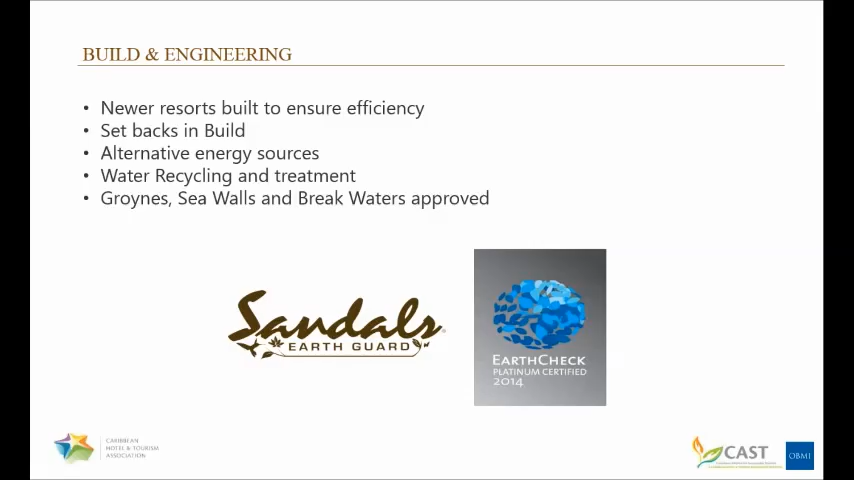 BUILD & ENGINEERING
• Newer resorts built to ensure efficiency
• Set backs in Build
• Alternative energy sources
• Water Recycling and treatment
• Groynes, Sea Walls and Break Waters approved
Sandals
EARTH GUARD
EARTHCHECK
PLATINUM CERTIFIED
2014
CARIBBEAN
HOTEL & TOURISM
ASSOCIATION
CAST
OBMI